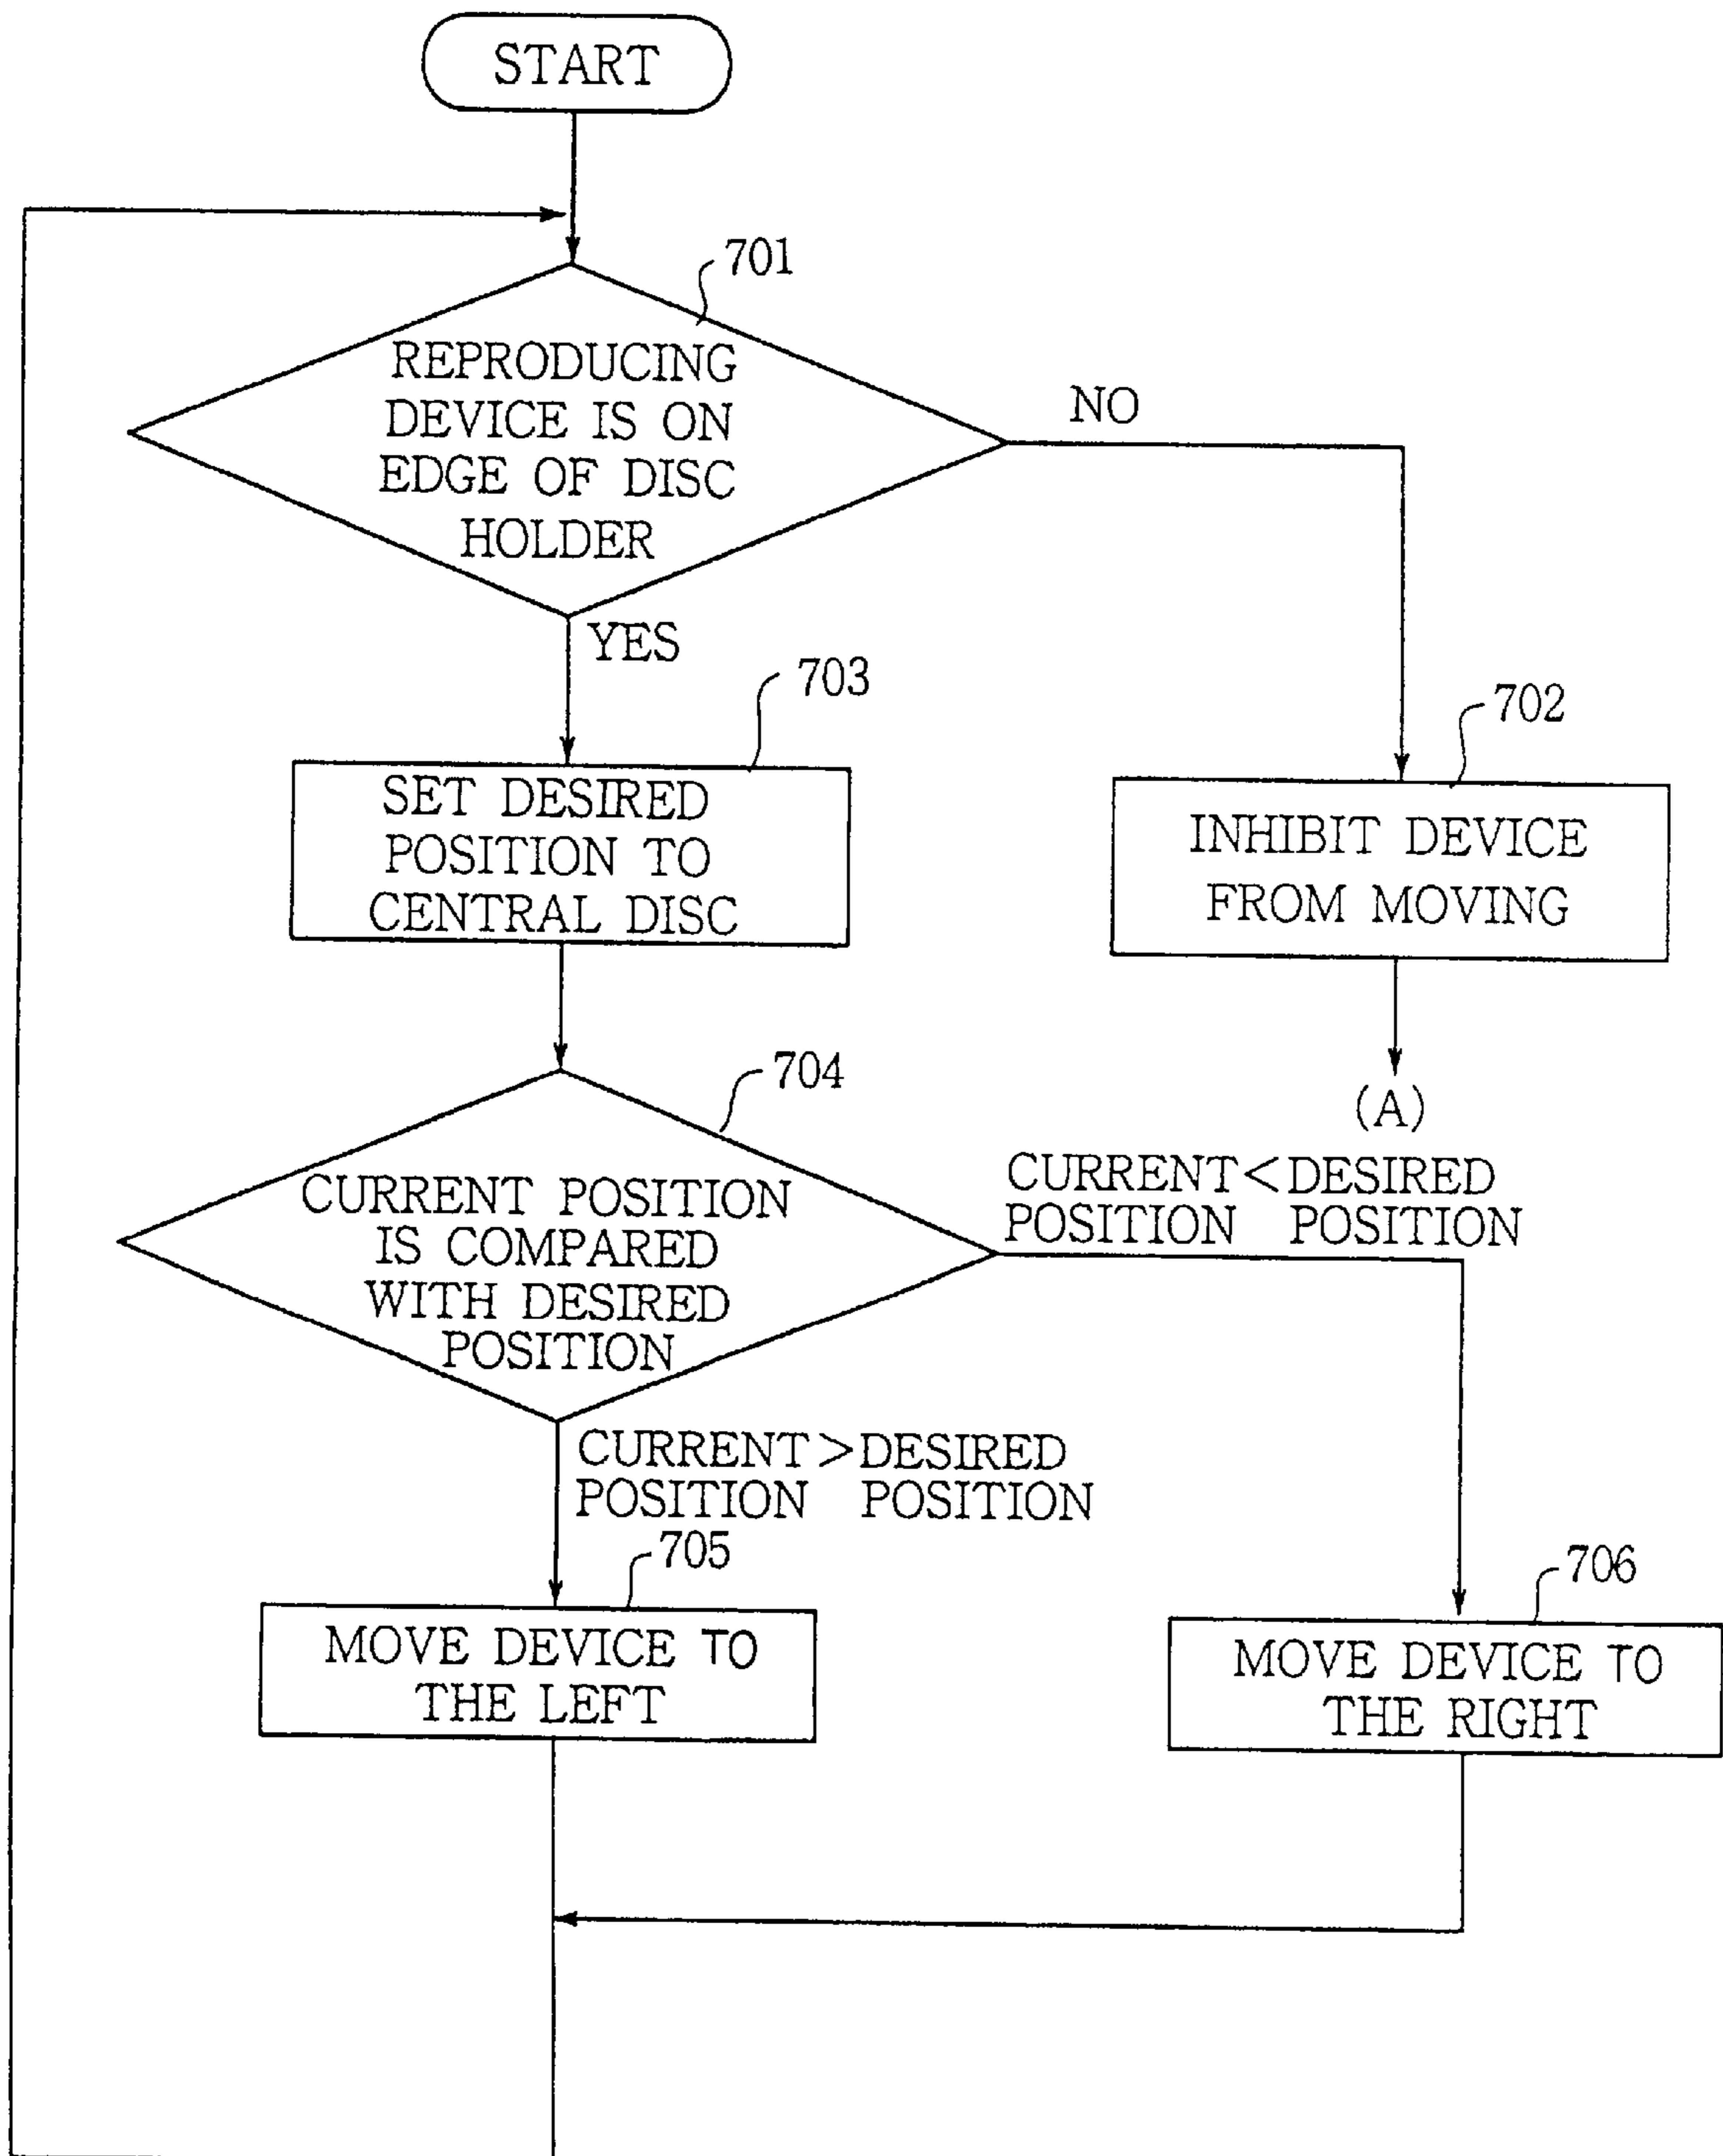 START
701
REPRODUCING
DEVICE IS ON
EDGE OF DISC
HOLDER
NO
YES
703
SET DESIRED
POSITION TO
CENTRAL DISC
702
INHIBIT DEVICE
FROM MOVING
(A)
704
CURRENT POSITION
IS COMPARED
WITH DESIRED
POSITION
CURRENT<DESIRED
POSITION POSITION
CURRENT>DESIRED
POSITION POSITION
705
MOVE DEVICE TO
THE LEFT
706
MOVE DEVICE TO
THE RIGHT